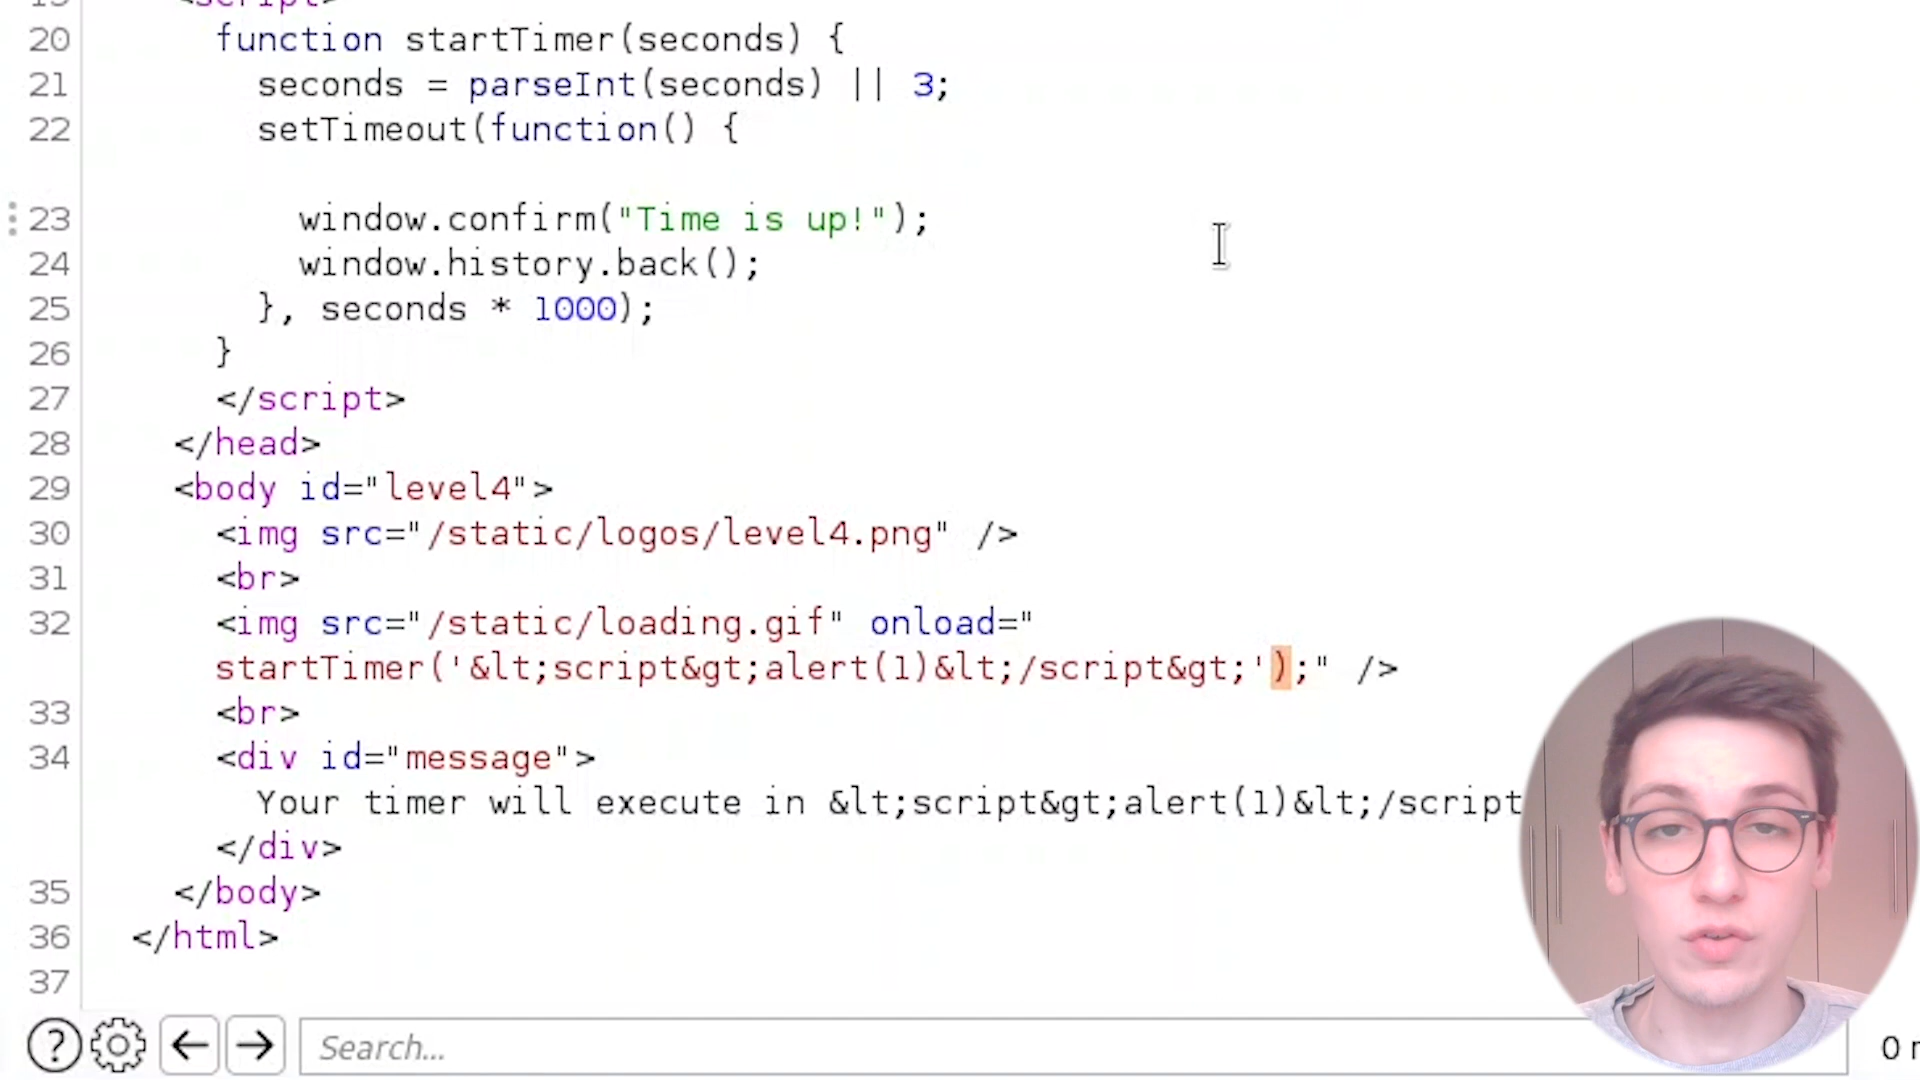 19 <script>
20 function startTimer(seconds) {
21 seconds = parseInt(seconds) || 3;
22 setTimeout(function() {
23 window.confirm("Time is up!");
24 window.history.back();
25 }, seconds * 1000);
26 }
27 </script>
28 </head>
29 <body id="level4">
30 <img src="/static/logos/level4.png" />
31 <br>
32 <img src="/static/loading.gif" onload="
startTimer('&lt;script&gt;alert(1)&lt;/script&gt;');" />
33 <br>
34 <div id="message">
Your timer will execute in &lt;script&gt;alert(1)&lt;/script
</div>
35 </body>
36 </html>
37
? Search...
0